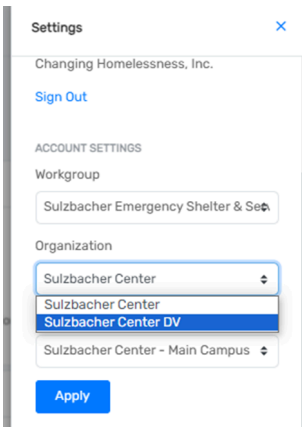 Settings ×
Changing Homelessness, Inc.
Sign Out
ACCOUNT SETTINGS
Workgroup
Sulzbacher Emergency Shelter & Se
Organization
Sulzbacher Center
Sulzbacher Center
Sulzbacher Center DV
Sulzbacher Center - Main Campus
Apply